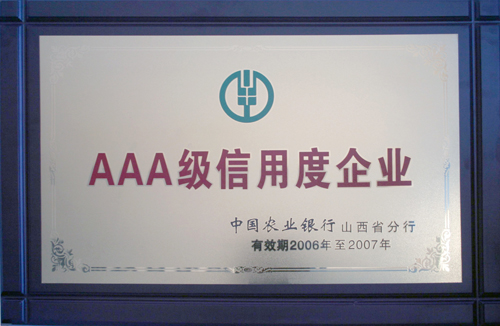 AAA级信用度企业
中国农业银行 山西省分行
有效期2006年至2007年